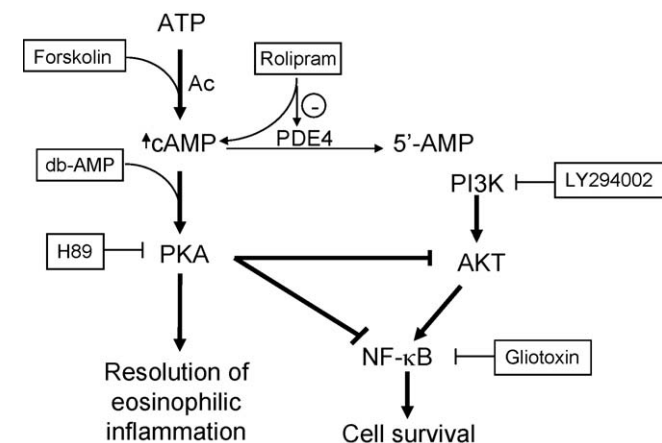 ATP
Forskolin
Rolipram
Ac
-
cAMP
PDE4
5’-AMP
db-AMP
PI3K
LY294002
H89
PKA
AKT
NF-κB
Gliotoxin
Resolution of
eosinophilic
inflammation
Cell survival